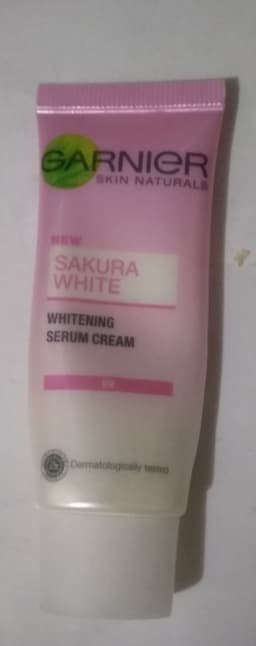 GARNIER
SKIN NATURALS
NEW
SAKURA
WHITE
WHITENING
SERUM CREAM
Dermatologically tested